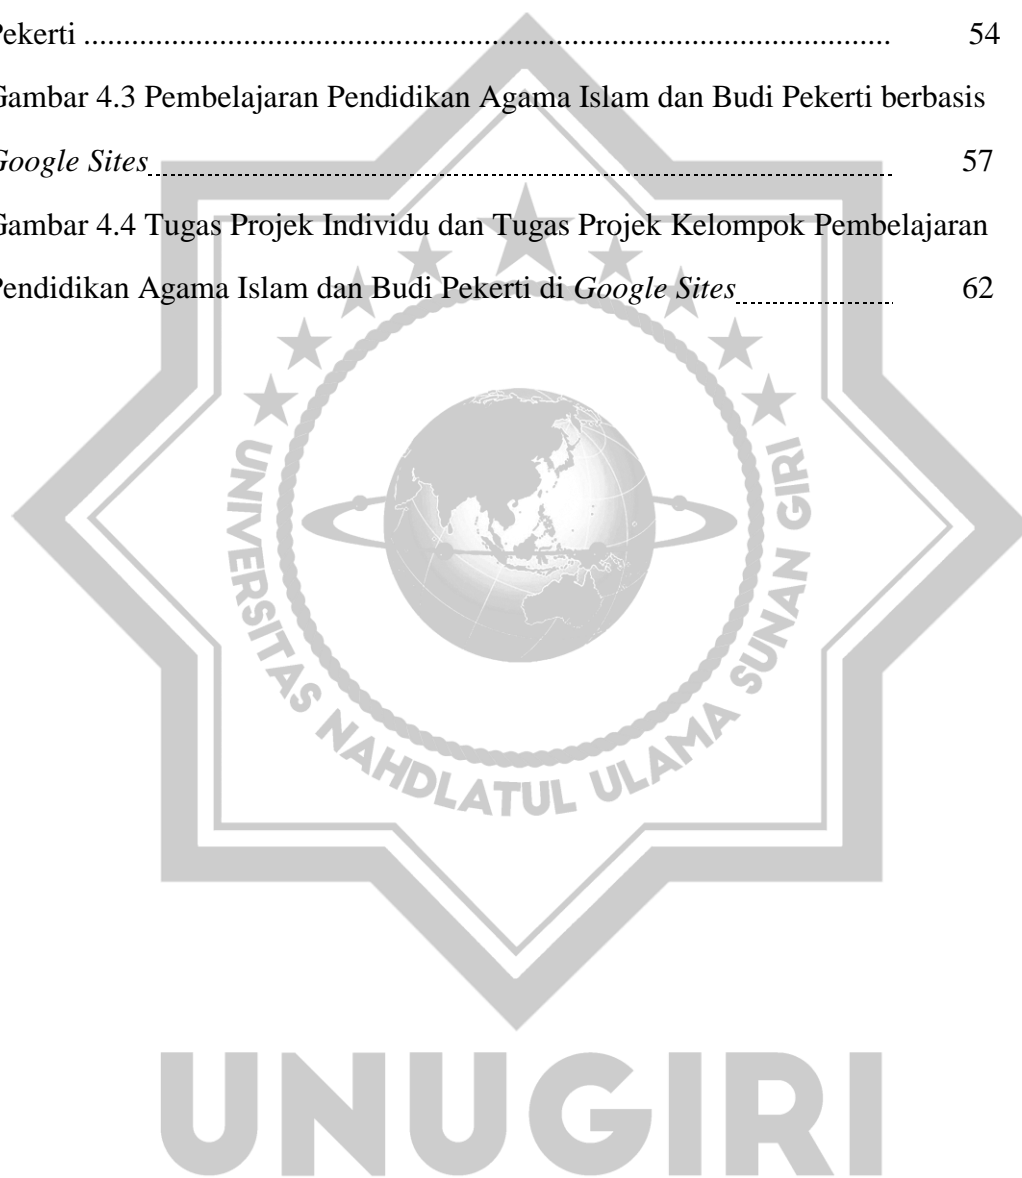 Pekerti ........................................................................................................ 54
Gambar 4.3 Pembelajaran Pendidikan Agama Islam dan Budi Pekerti berbasis
Google Sites 57
Gambar 4.4 Tugas Projek Individu dan Tugas Projek Kelompok Pembelajaran
Pendidikan Agama Islam dan Budi Pekerti di Google Sites 62
UNIVERSITAS NAHDLATUL ULAMA SUNAN GIRI
UNUGIRI